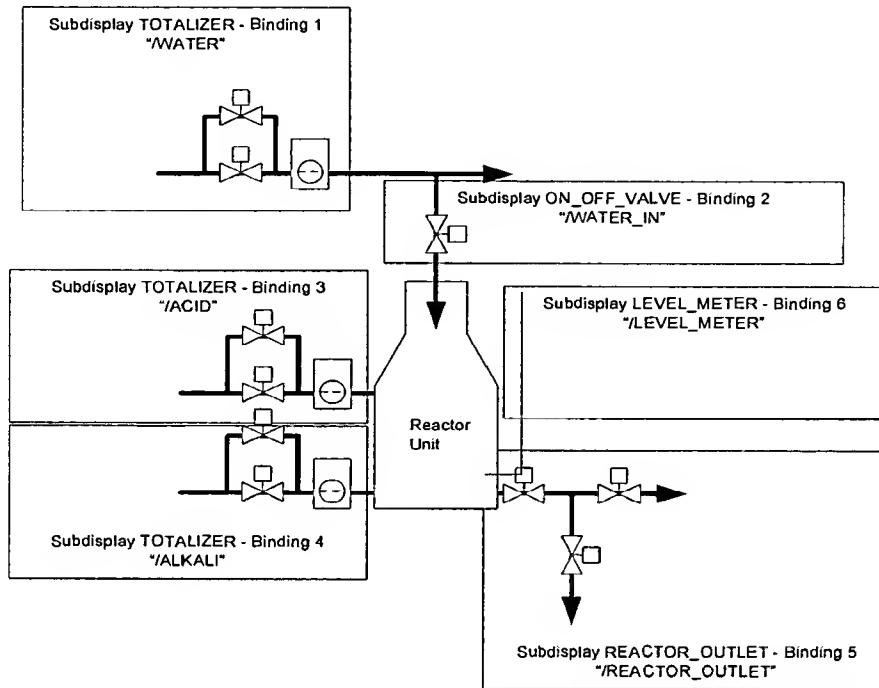 Subdisplay TOTALIZER - Binding 1
"/WATER"
Subdisplay ON_OFF_VALVE - Binding 2
"/WATER_IN"
Subdisplay TOTALIZER - Binding 3
"/ACID"
Subdisplay LEVEL_METER - Binding 6
"/LEVEL_METER"
Reactor
Unit
Subdisplay TOTALIZER - Binding 4
"/ALKALI"
Subdisplay REACTOR_OUTLET - Binding 5
"/REACTOR_OUTLET"